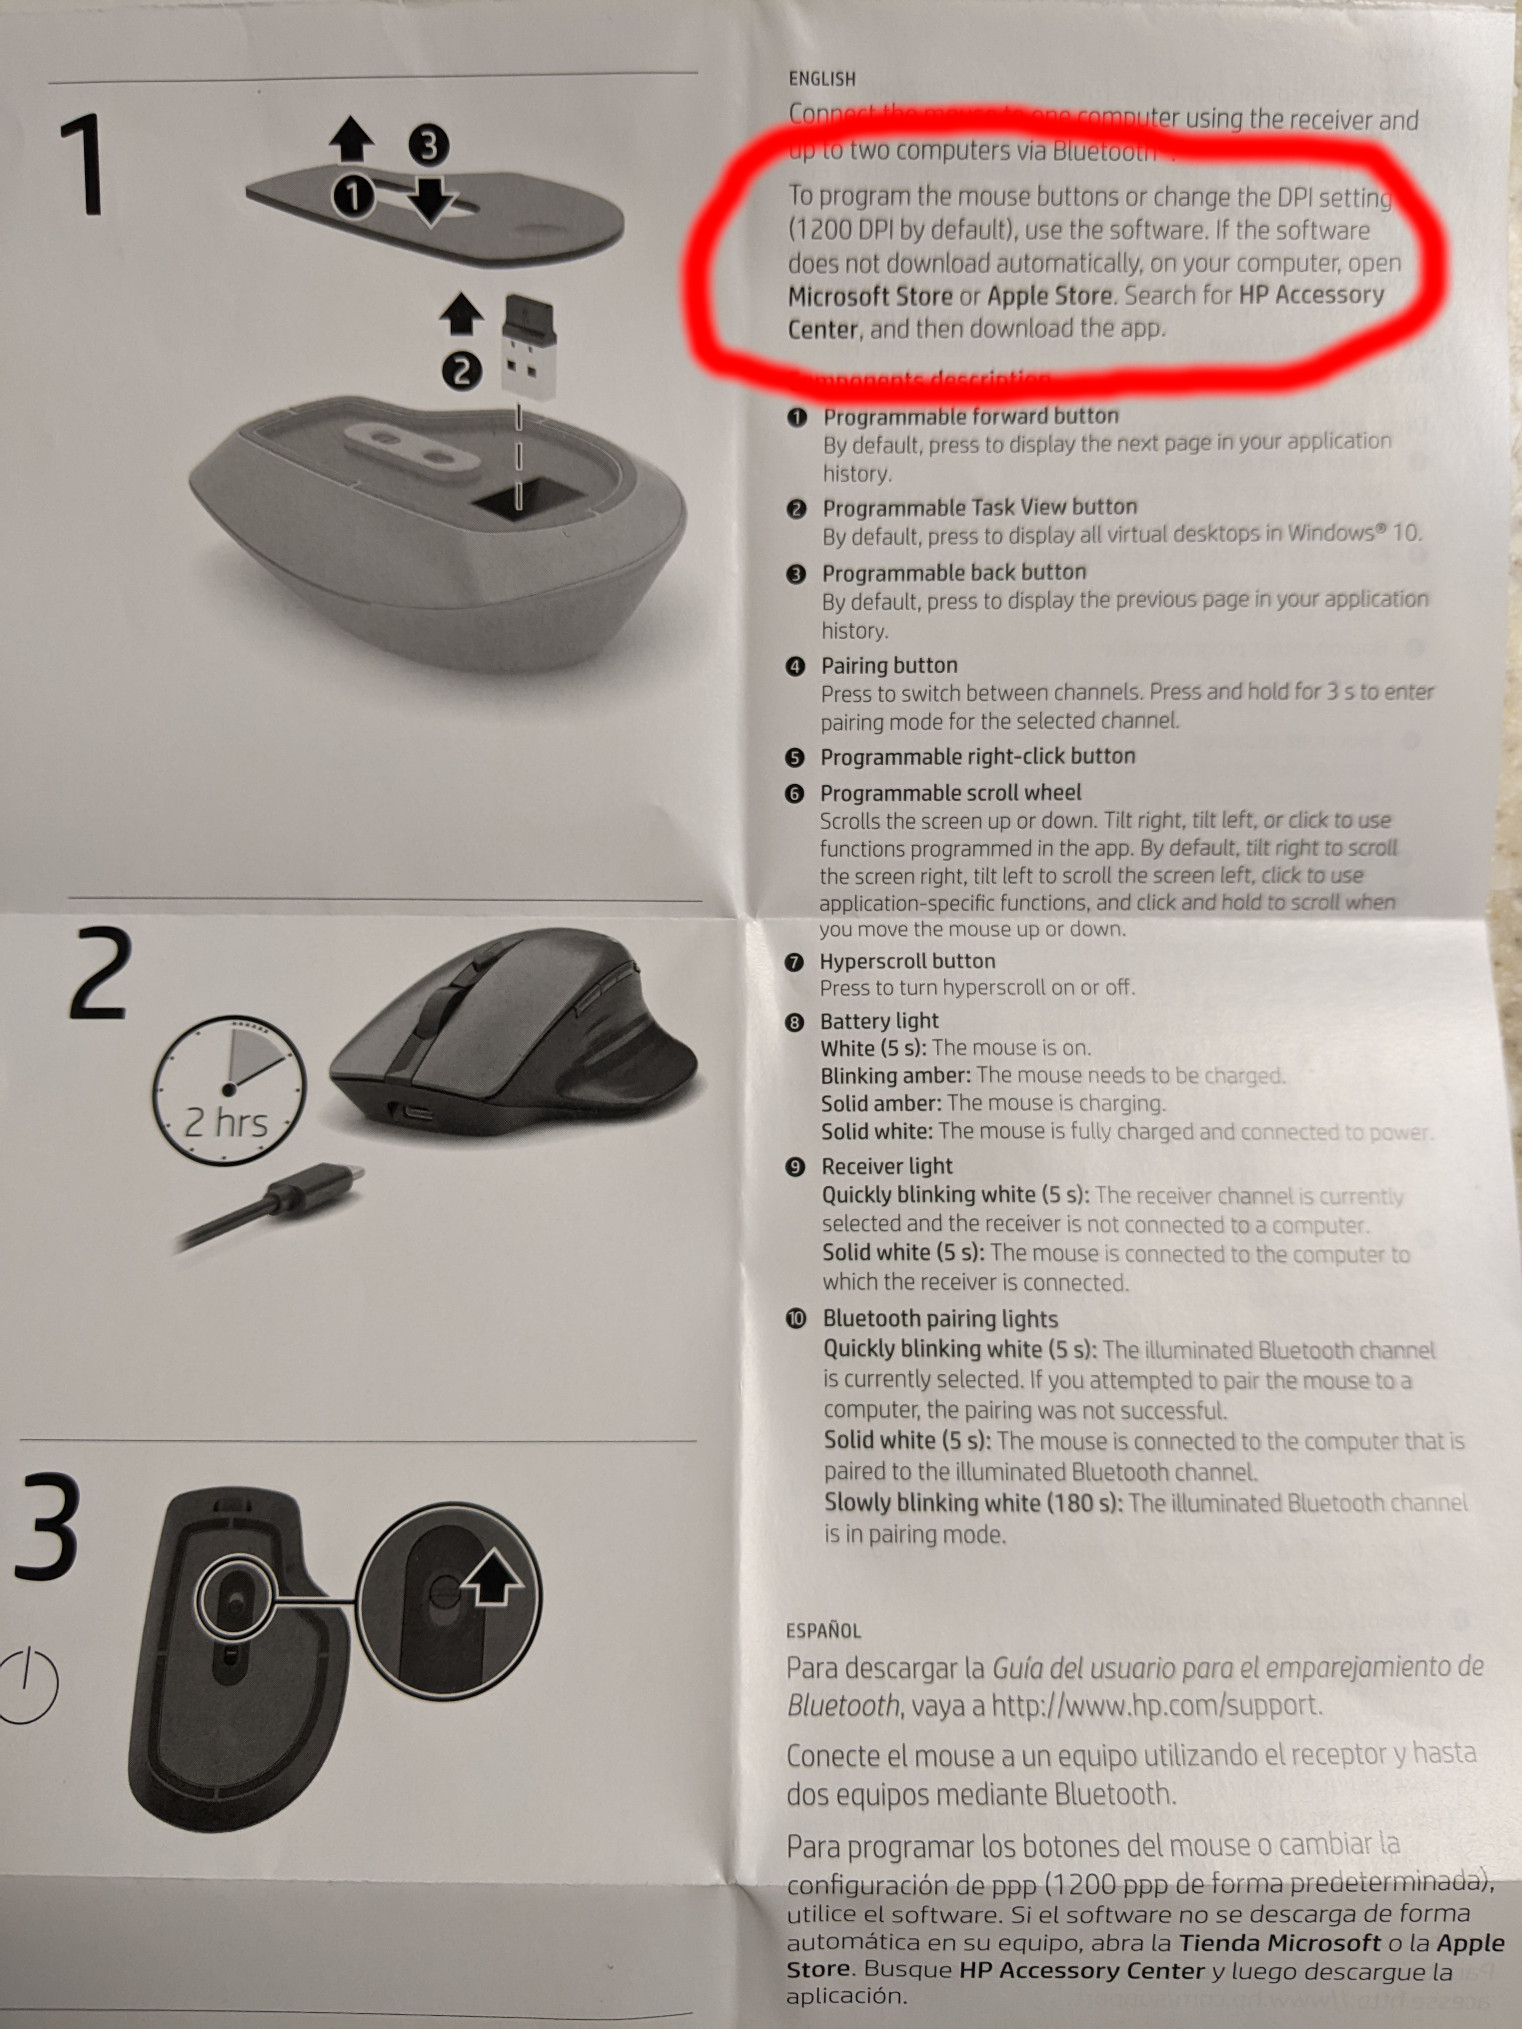 1
1
3
2
2
2 hrs
3
ENGLISH
Connect the mouse to one computer using the receiver and
up to two computers via Bluetooth
To program the mouse buttons or change the DPI setting
(1200 DPI by default), use the software. If the software
does not download automatically, on your computer, open
Microsoft Store or Apple Store. Search for HP Accessory
Center, and then download the app.
Components description
1 Programmable forward button
By default, press to display the next page in your application
history.
2 Programmable Task View button
By default, press to display all virtual desktops in Windows® 10.
3 Programmable back button
By default, press to display the previous page in your application
history.
4 Pairing button
Press to switch between channels. Press and hold for 3 s to enter
pairing mode for the selected channel.
5 Programmable right-click button
6 Programmable scroll wheel
Scrolls the screen up or down. Tilt right, tilt left, or click to use
functions programmed in the app. By default, tilt right to scroll
the screen right, tilt left to scroll the screen left, click to use
application-specific functions, and click and hold to scroll when
you move the mouse up or down.
7 Hyperscroll button
Press to turn hyperscroll on or off.
8 Battery light
White (5 s): The mouse is on.
Blinking amber: The mouse needs to be charged.
Solid amber: The mouse is charging.
Solid white: The mouse is fully charged and connected to power.
9 Receiver light
Quickly blinking white (5 s): The receiver channel is currently
selected and the receiver is not connected to a computer.
Solid white (5 s): The mouse is connected to the computer to
which the receiver is connected.
10 Bluetooth pairing lights
Quickly blinking white (5 s): The illuminated Bluetooth channel
is currently selected. If you attempted to pair the mouse to a
computer, the pairing was not successful.
Solid white (5 s): The mouse is connected to the computer that is
paired to the illuminated Bluetooth channel.
Slowly blinking white (180 s): The illuminated Bluetooth channel
is in pairing mode.
ESPAÑOL
Para descargar la Guía del usuario para el emparejamiento de
Bluetooth, vaya a http://www.hp.com/support.
Conecte el mouse a un equipo utilizando el receptor y hasta
dos equipos mediante Bluetooth.
Para programar los botones del mouse o cambiar la
configuración de ppp (1200 ppp de forma predeterminada),
utilice el software. Si el software no se descarga de forma
automática en su equipo, abra la Tienda Microsoft o la Apple
Store. Busque HP Accessory Center y luego descargue la
aplicación.